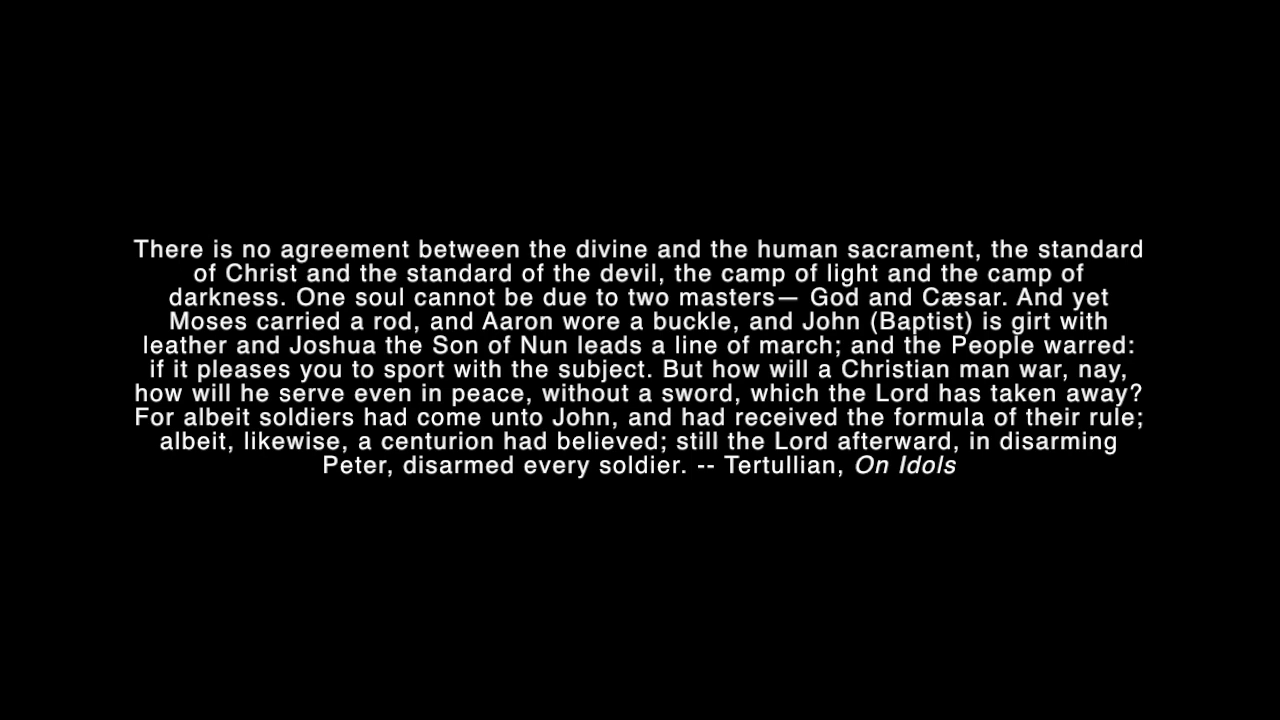 There is no agreement between the divine and the human sacrament, the standard
of Christ and the standard of the devil, the camp of light and the camp of
darkness. One soul cannot be due to two masters— God and Cæsar. And yet
Moses carried a rod, and Aaron wore a buckle, and John (Baptist) is girt with
leather and Joshua the Son of Nun leads a line of march; and the People warred:
if it pleases you to sport with the subject. But how will a Christian man war, nay,
how will he serve even in peace, without a sword, which the Lord has taken away?
For albeit soldiers had come unto John, and had received the formula of their rule;
albeit, likewise, a centurion had believed; still the Lord afterward, in disarming
Peter, disarmed every soldier. -- Tertullian, On Idols